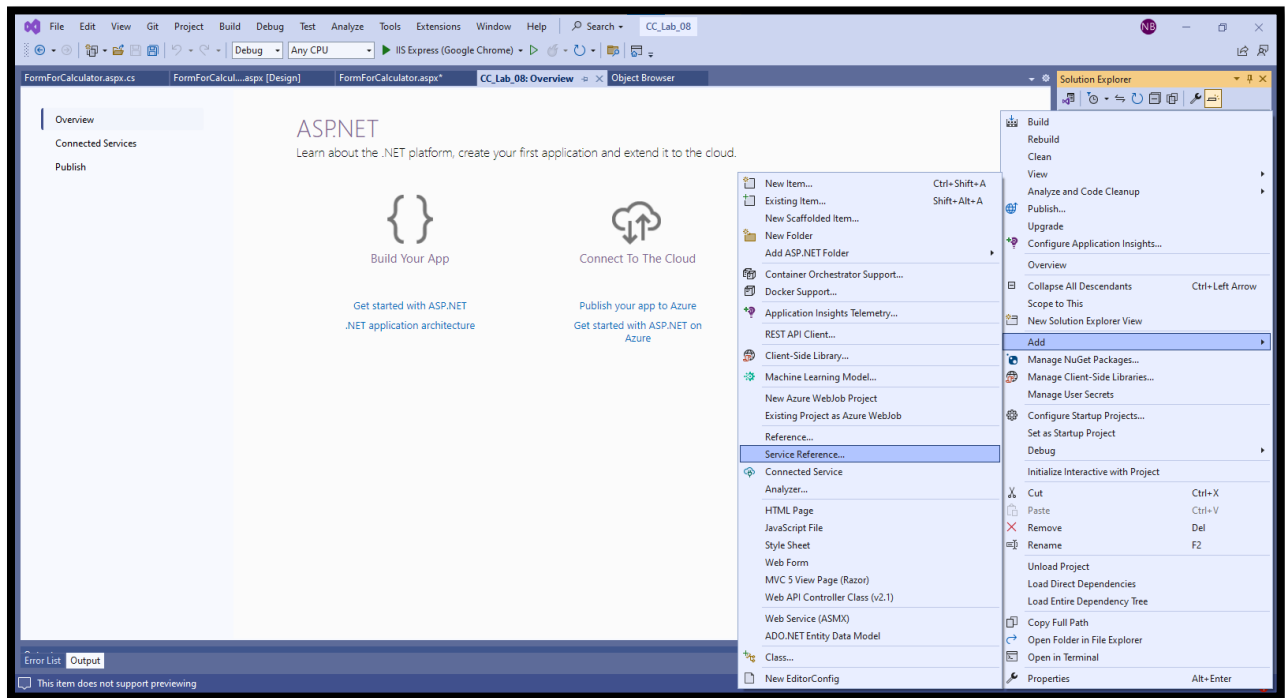 File Edit View Git Project Build Debug Test Analyze Tools Extensions Window Help Search CC_Lab_08 NB
Debug Any CPU IIS Express (Google Chrome)
FormForCalculator.aspx.cs FormForCalcul....aspx [Design] FormForCalculator.aspx* CC_Lab_08: Overview Object Browser
Solution Explorer
Overview
Connected Services
Publish
ASP.NET
Learn about the .NET platform, create your first application and extend it to the cloud.
Build Your App
Get started with ASP.NET
.NET application architecture
Connect To The Cloud
Publish your app to Azure
Get started with ASP.NET on
Azure
New Item... Ctrl+Shift+A
Existing Item... Shift+Alt+A
New Scaffolded Item...
New Folder
Add ASP.NET Folder
Container Orchestrator Support...
Docker Support...
Application Insights Telemetry...
REST API Client...
Client-Side Library...
Machine Learning Model...
New Azure WebJob Project
Existing Project as Azure WebJob
Reference...
Service Reference...
Connected Service
Analyzer...
HTML Page
JavaScript File
Style Sheet
Web Form
MVC 5 View Page (Razor)
Web API Controller Class (v2.1)
Web Service (ASMX)
ADO.NET Entity Data Model
Class...
New EditorConfig
Build
Rebuild
Clean
View
Analyze and Code Cleanup
Publish...
Upgrade
Configure Application Insights...
Overview
Collapse All Descendants Ctrl+Left Arrow
Scope to This
New Solution Explorer View
Add
Manage NuGet Packages...
Manage Client-Side Libraries...
Manage User Secrets
Configure Startup Projects...
Set as Startup Project
Debug
Initialize Interactive with Project
Cut Ctrl+X
Paste Ctrl+V
Remove Del
Rename F2
Unload Project
Load Direct Dependencies
Load Entire Dependency Tree
Copy Full Path
Open Folder in File Explorer
Open in Terminal
Properties Alt+Enter
Error List Output
This item does not support previewing